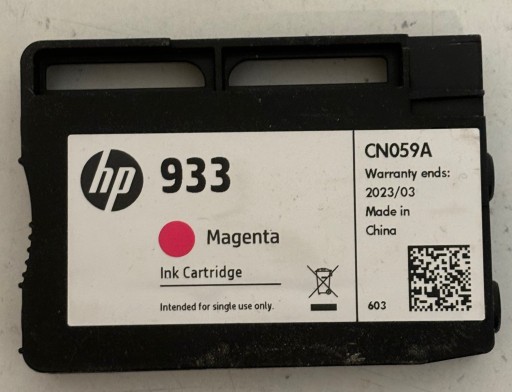 hp 933
Magenta
Ink Cartridge
Intended for single use only.
CN059A
Warranty ends:
2023/03
Made in
China
603